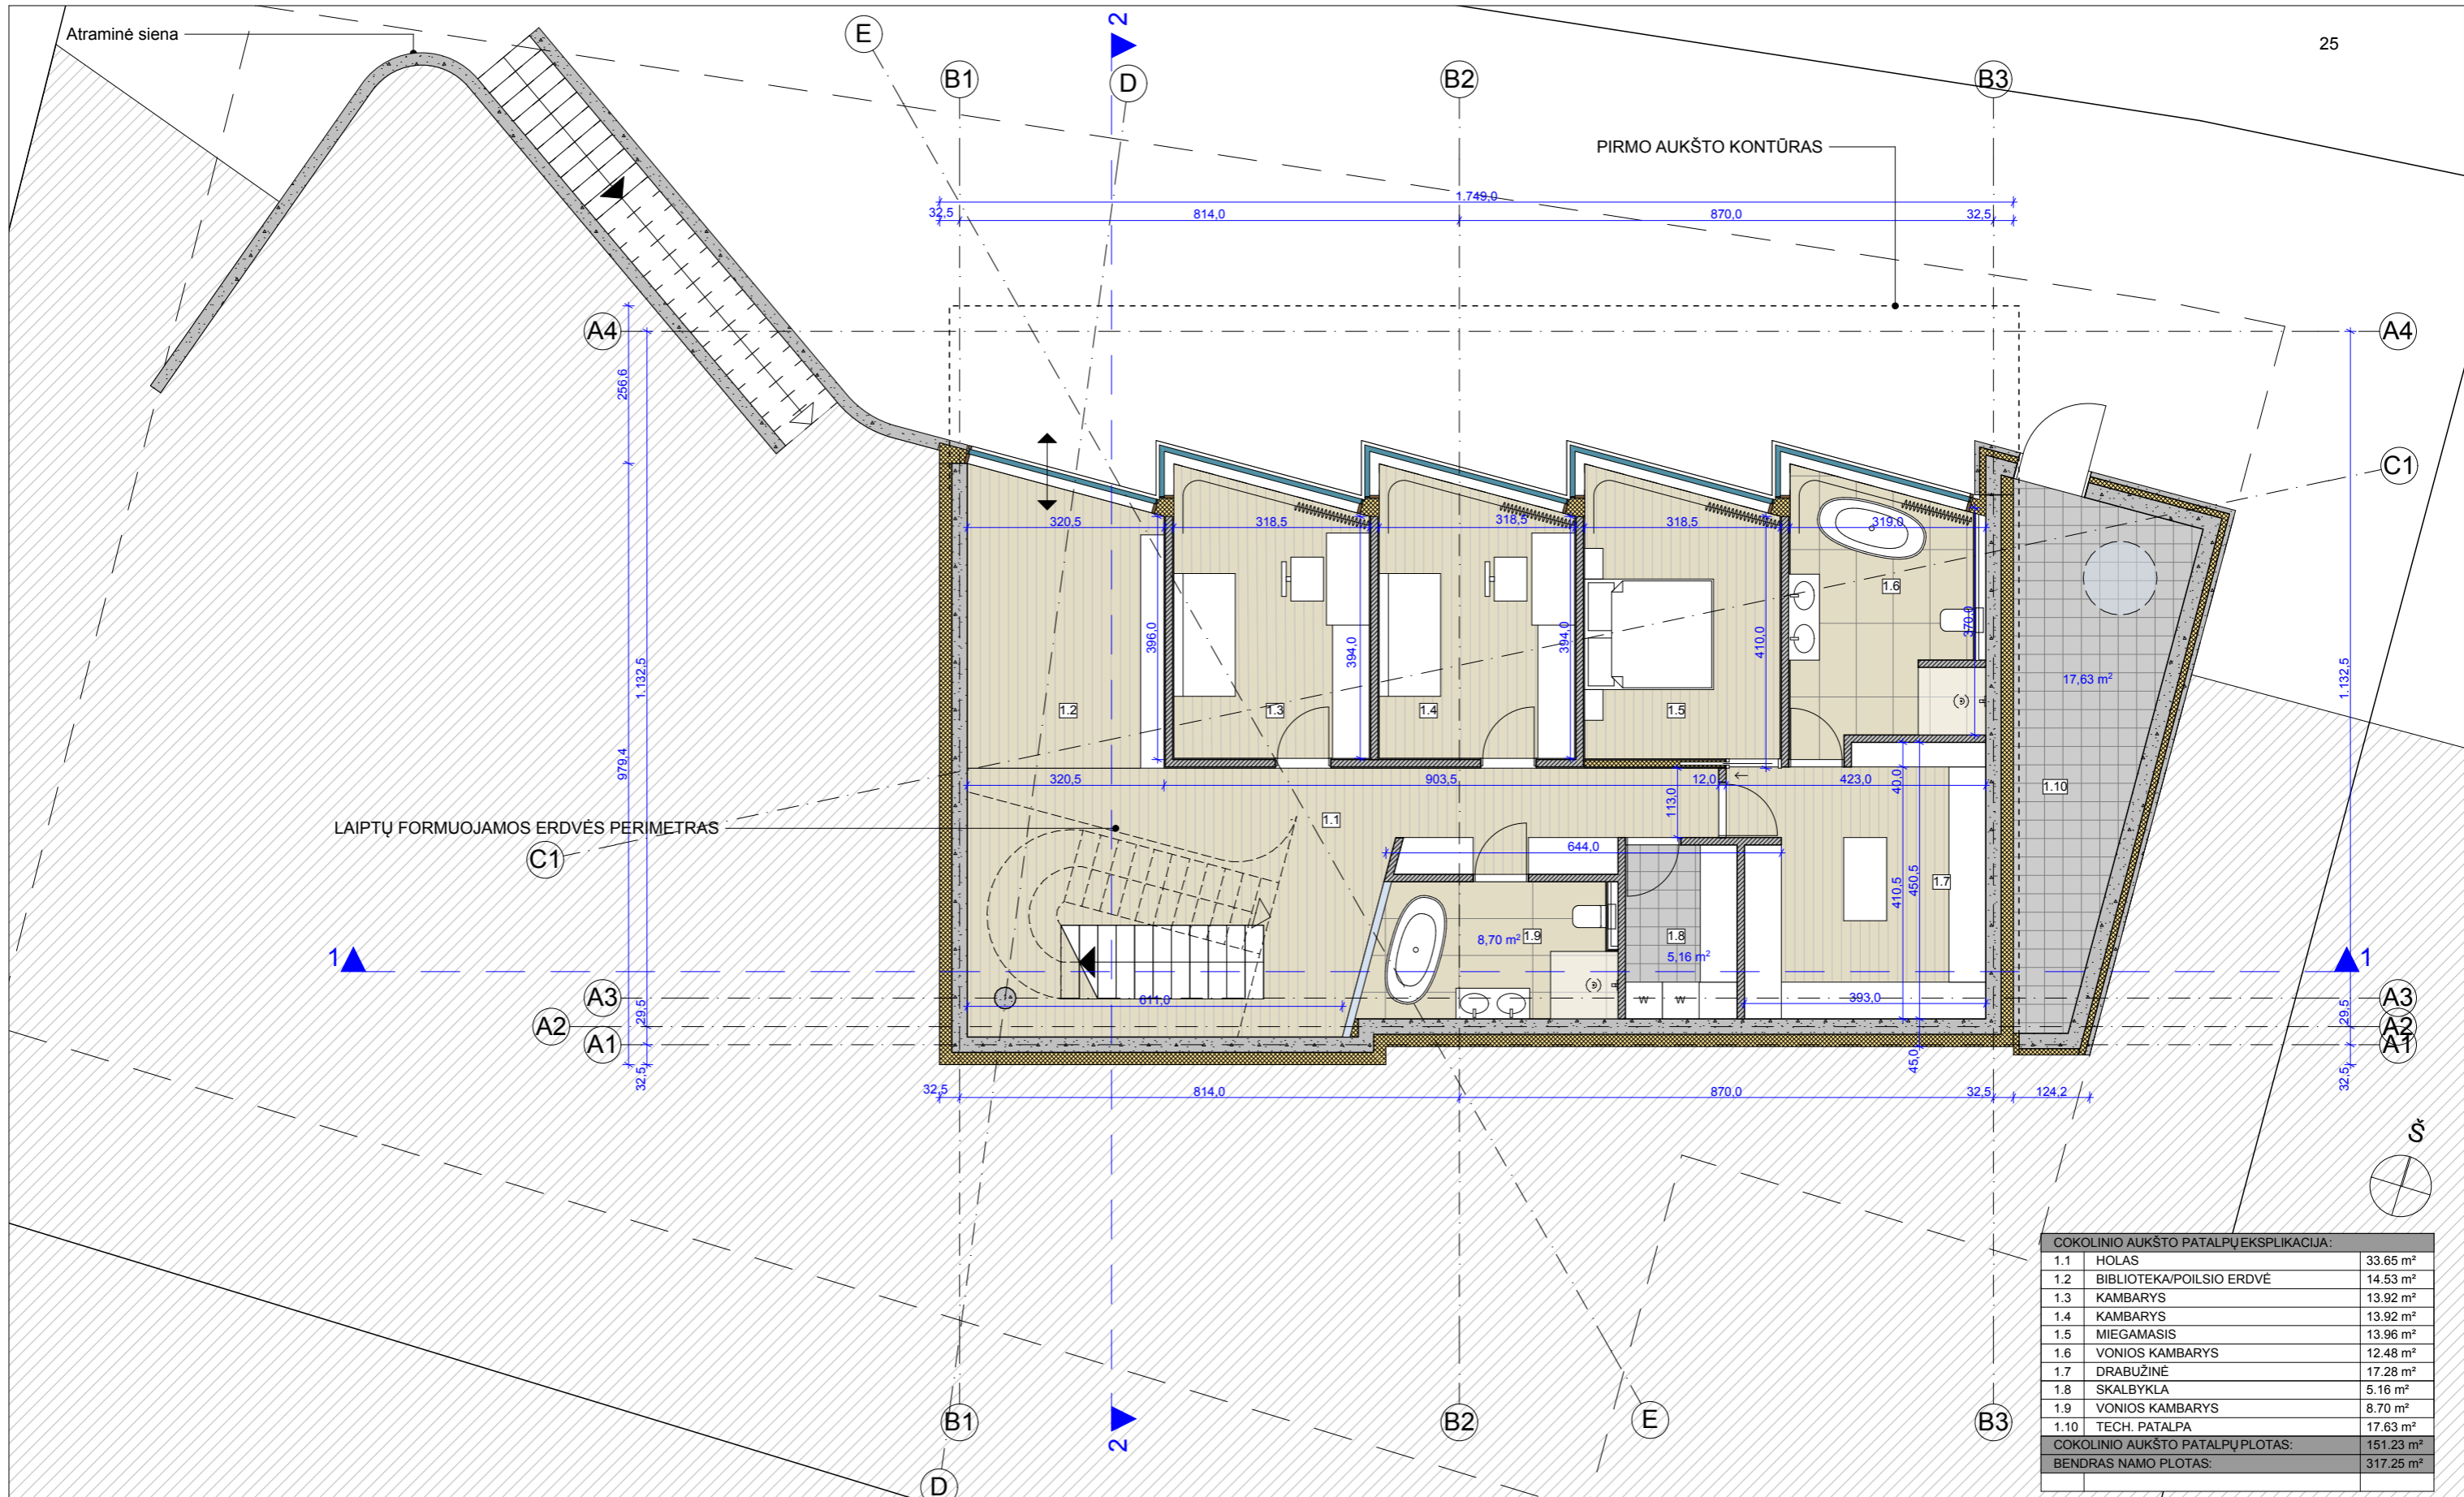 25
Atraminė siena
E
2
D
B1
B2
B3
PIRMO AUKŠTO KONTŪRAS
1.749,0
32,5
814,0
870,0
32,5
A4
A4
256,6
C1
320,5
318,5
318,5
318,5
319,0
1.6
396,0
394,0
394,0
410,0
370,0
1.132,5
1.132,5
17,63 m²
1.2
1.3
1.4
1.5
979,4
320,5
903,5
12,0
423,0
40,0
1.10
113,0
LAIPTŲ FORMUOJAMOS ERDVĖS PERIMETRAS
1.1
C1
644,0
410,5
450,5
1.7
8,70 m²
1.9
1.8
5,16 m²
1
1
A3
611,0
W
W
393,0
A3
29,5
29,5
A2
A2
A1
A1
32,5
45,0
32,5
32,5
814,0
870,0
32,5
124,2
Š
COKOLINIO AUKŠTO PATALPŲ EKSPLIKACIJA:
1.1 HOLAS 33.65 m²
1.2 BIBLIOTEKA/POILSIO ERDVĖ 14.53 m²
1.3 KAMBARYS 13.92 m²
1.4 KAMBARYS 13.92 m²
1.5 MIEGAMASIS 13.96 m²
1.6 VONIOS KAMBARYS 12.48 m²
1.7 DRABUŽINĖ 17.28 m²
1.8 SKALBYKLA 5.16 m²
1.9 VONIOS KAMBARYS 8.70 m²
1.10 TECH. PATALPA 17.63 m²
COKOLINIO AUKŠTO PATALPŲ PLOTAS: 151.23 m²
BENDRAS NAMO PLOTAS: 317.25 m²
B1
2
B2
E
B3
D